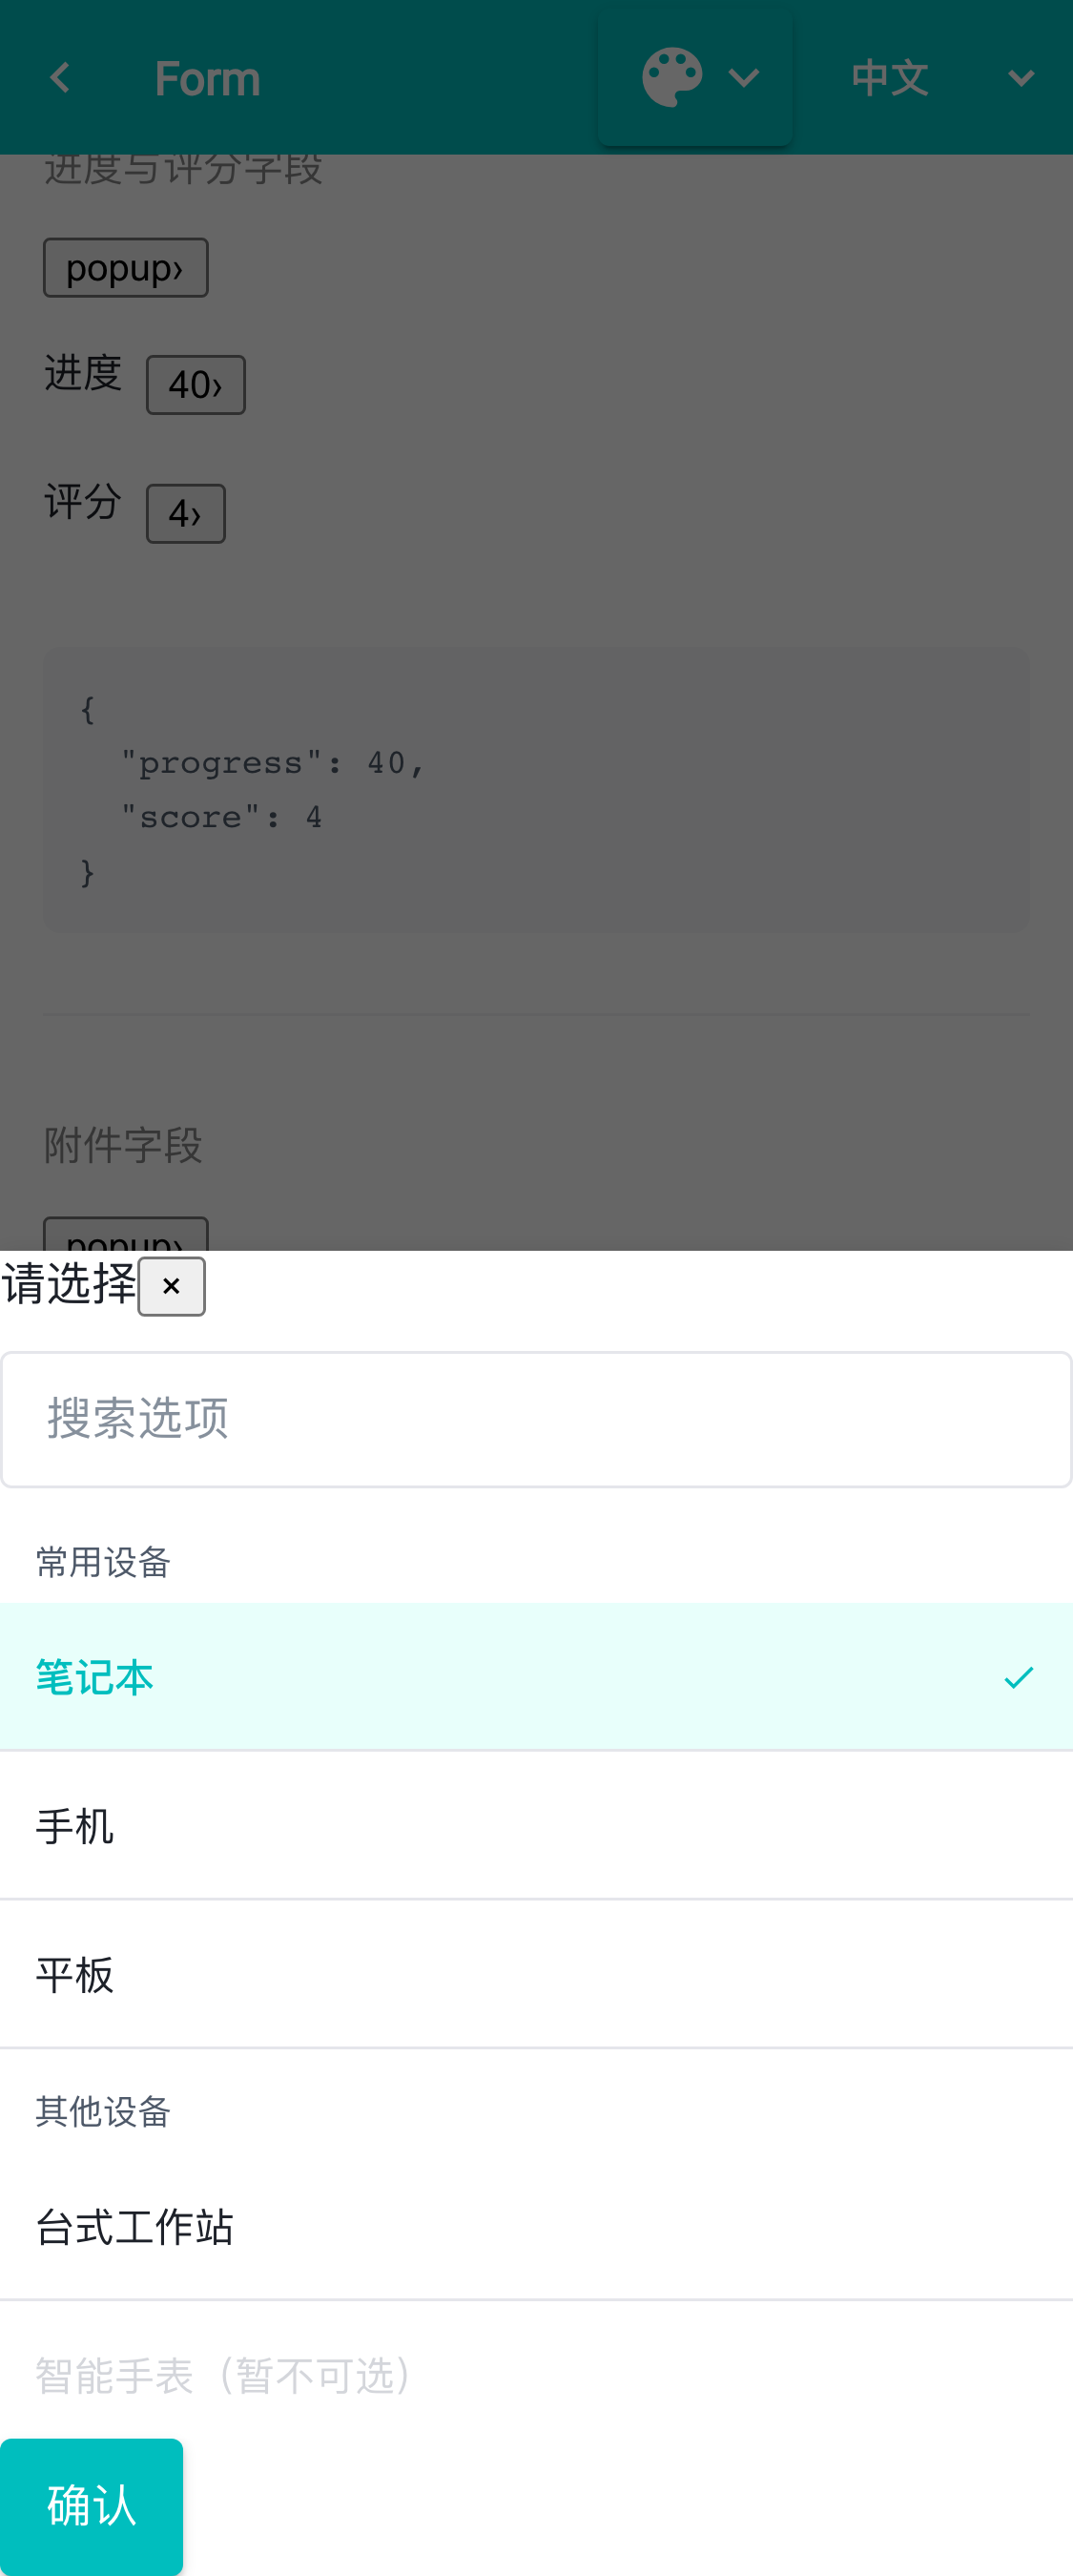 Form
中文
进度与评分字段
popup›
进度 40›
评分 4›
{
"progress": 40,
"score": 4
}
附件字段
popup›
请选择 ×
搜索选项
常用设备
笔记本
手机
平板
其他设备
台式工作站
智能手表（暂不可选）
确认